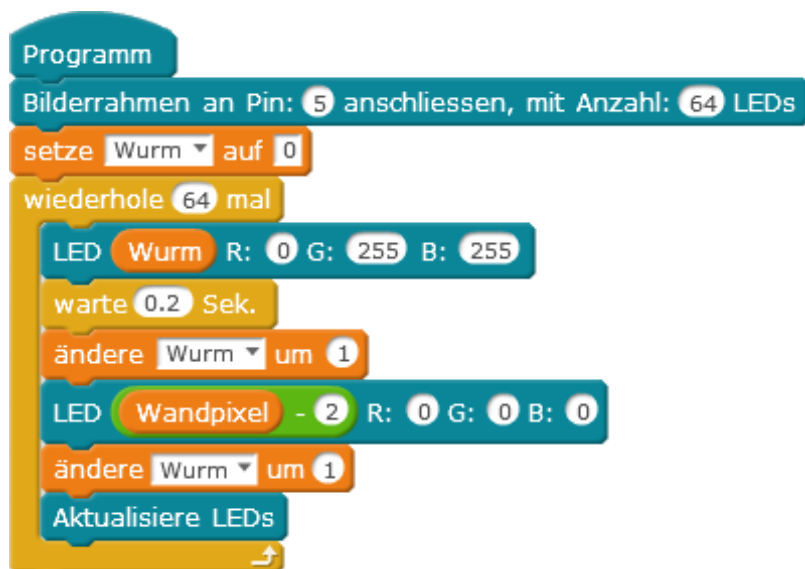 Programm
Bilderrahmen an Pin: 5 anschliessen, mit Anzahl: 64 LEDs
setze Wurm auf 0
wiederhole 64 mal
LED Wurm R: 0 G: 255 B: 255
warte 0.2 Sek.
ändere Wurm um 1
LED Wandpixel - 2 R: 0 G: 0 B: 0
ändere Wurm um 1
Aktualisiere LEDs